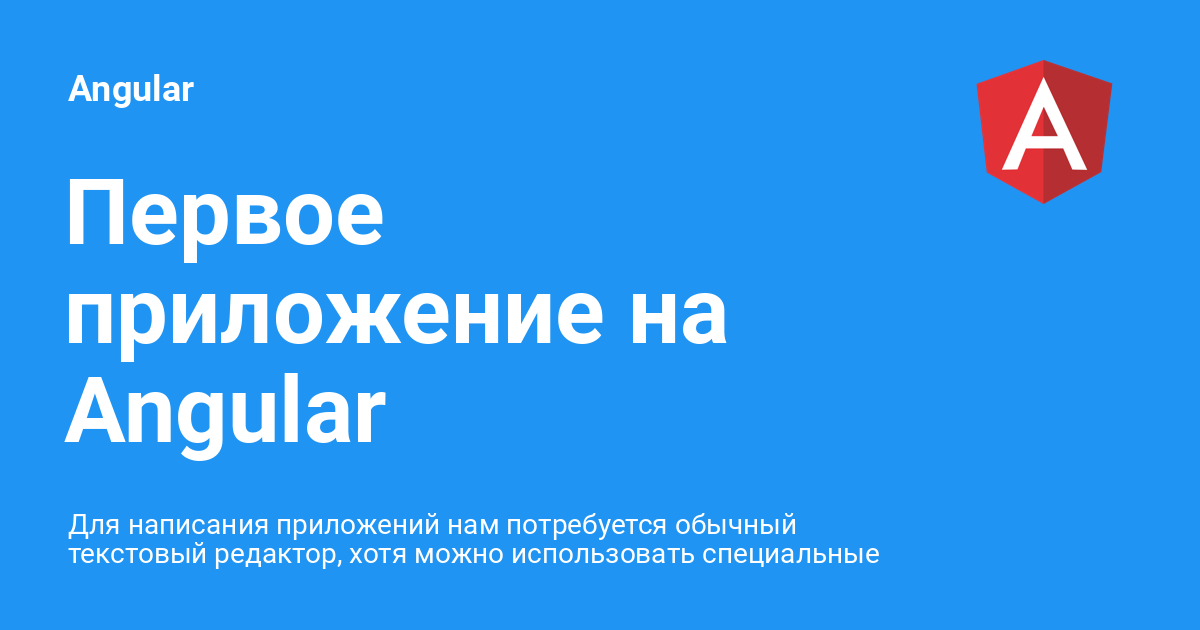 Angular
Первое
приложение на
Angular
Для написания приложений нам потребуется обычный
текстовый редактор, хотя можно использовать специальные